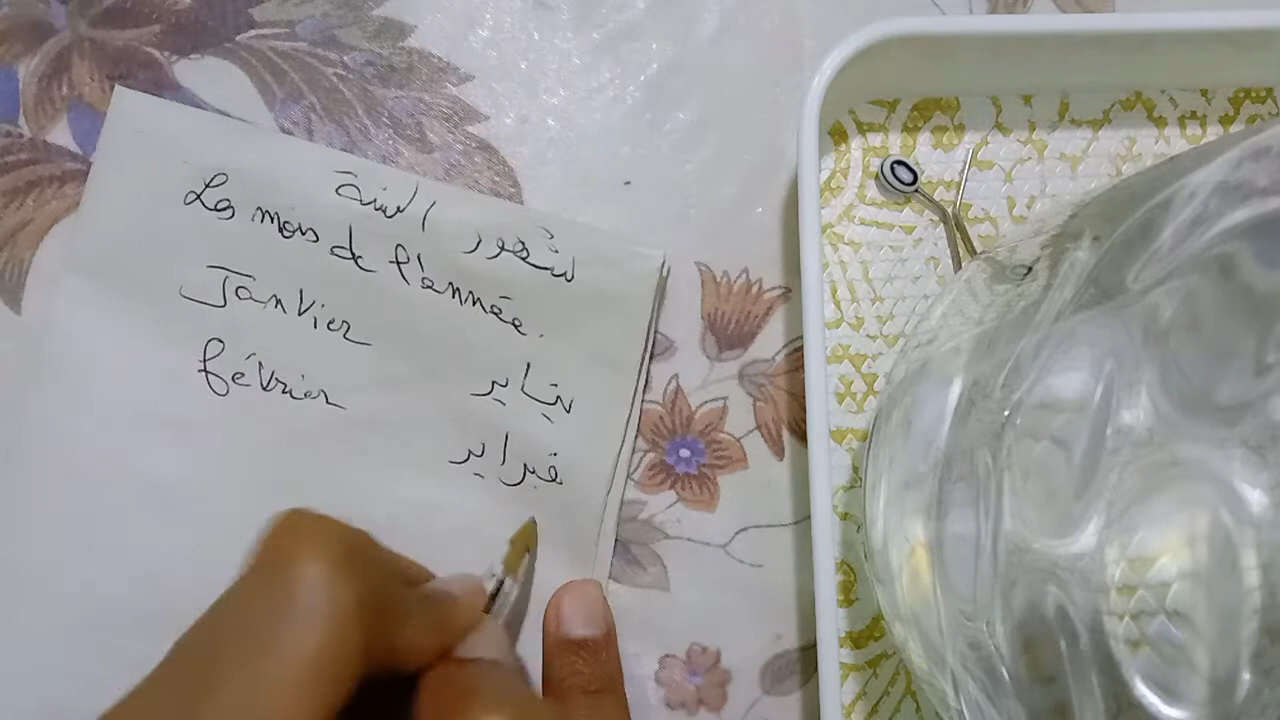 شهور السنة
Les mois de l'année.
Janvier
يناير
février
فبراير